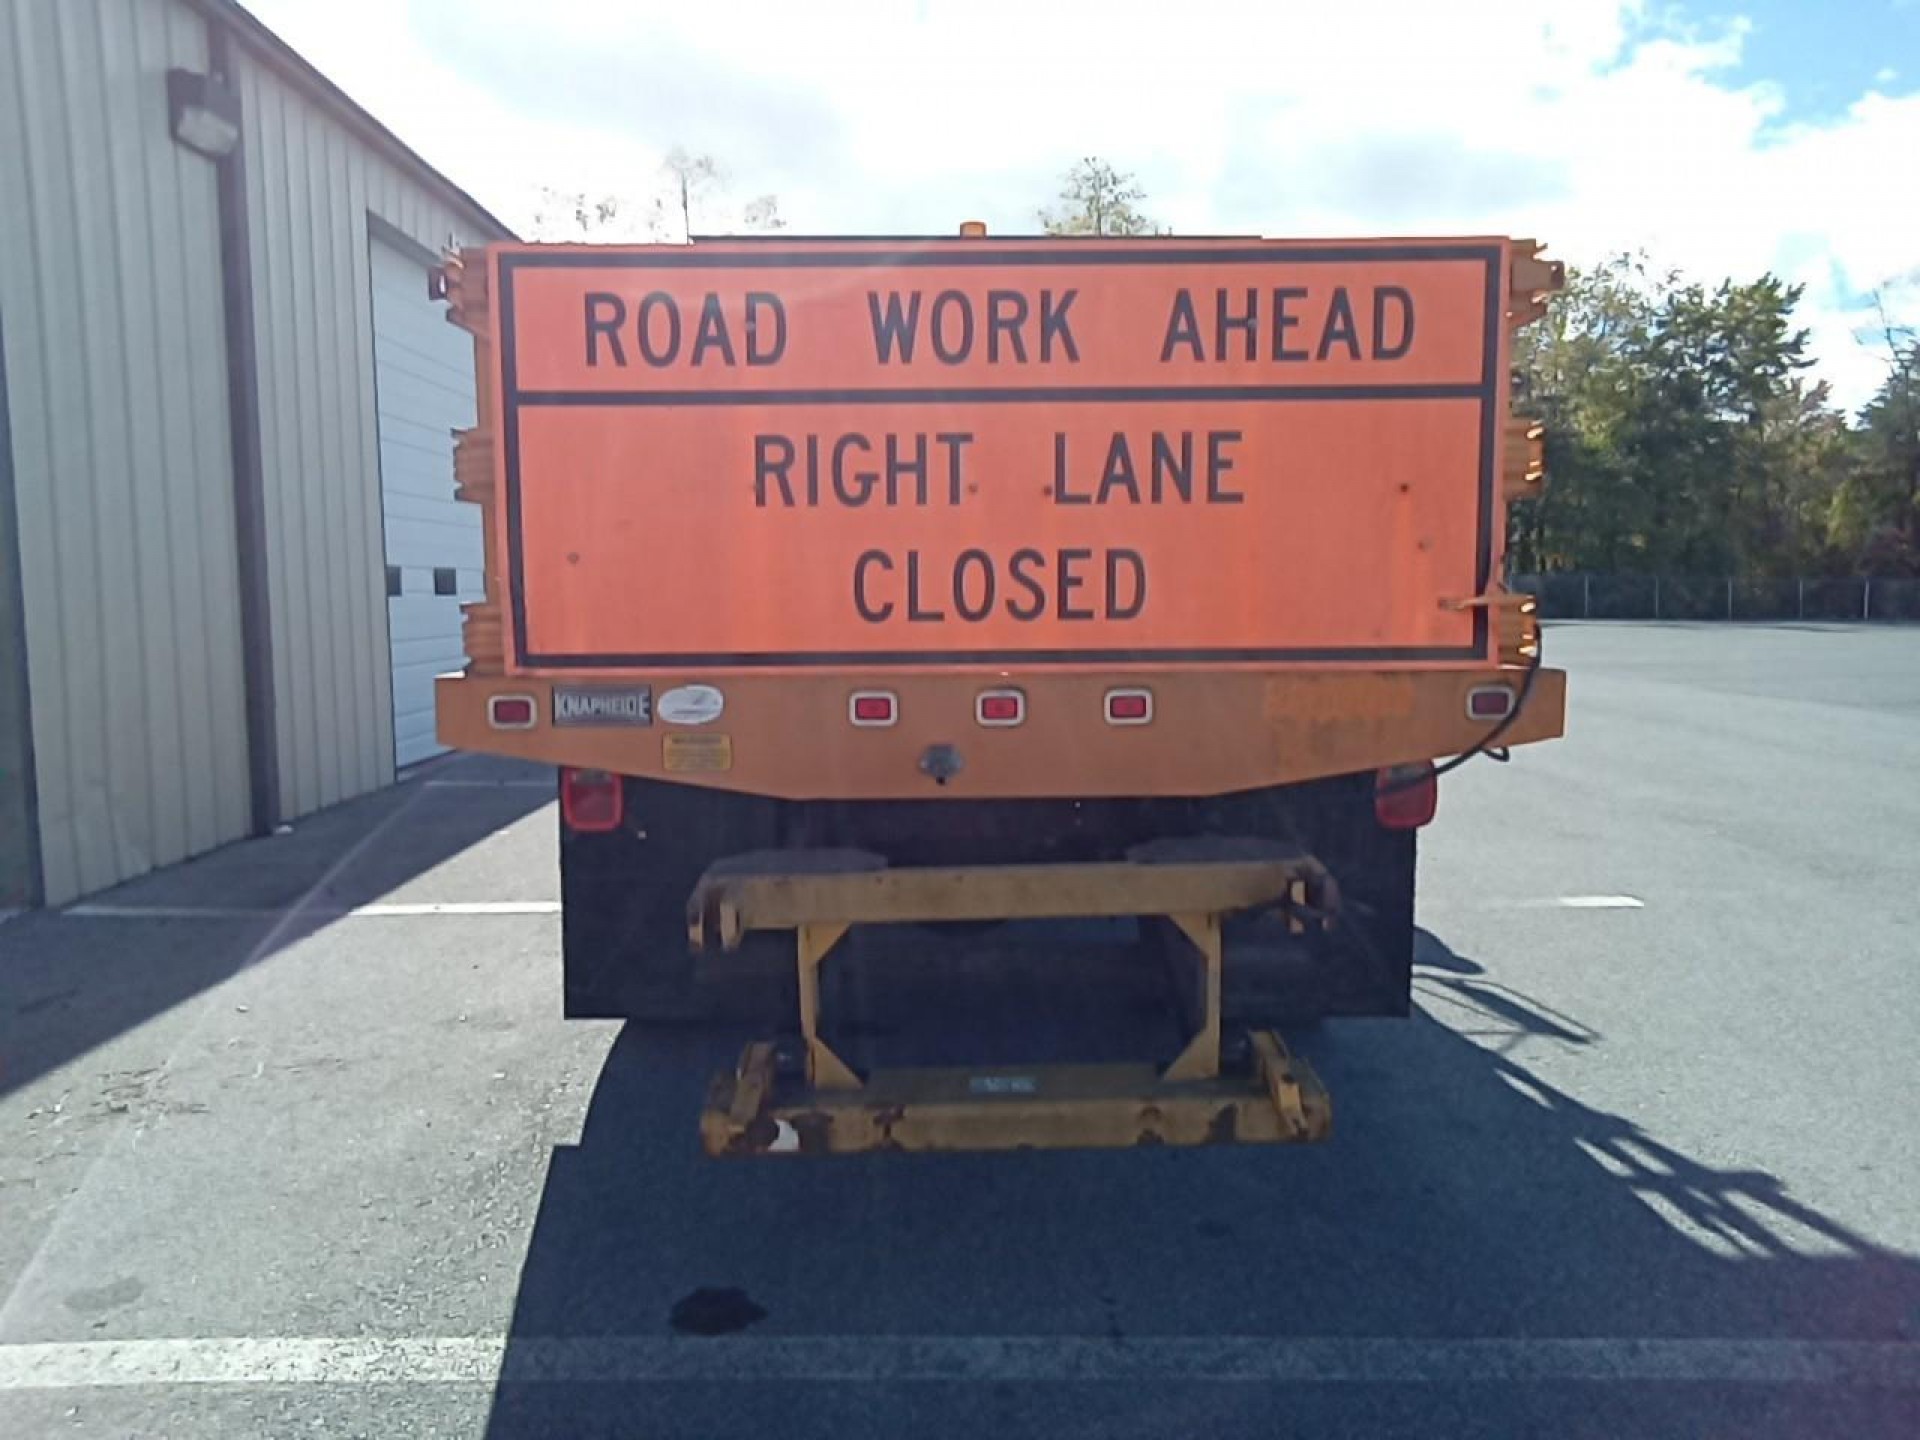 ROAD WORK AHEAD
RIGHT LANE
CLOSED
KNAPHEIDE